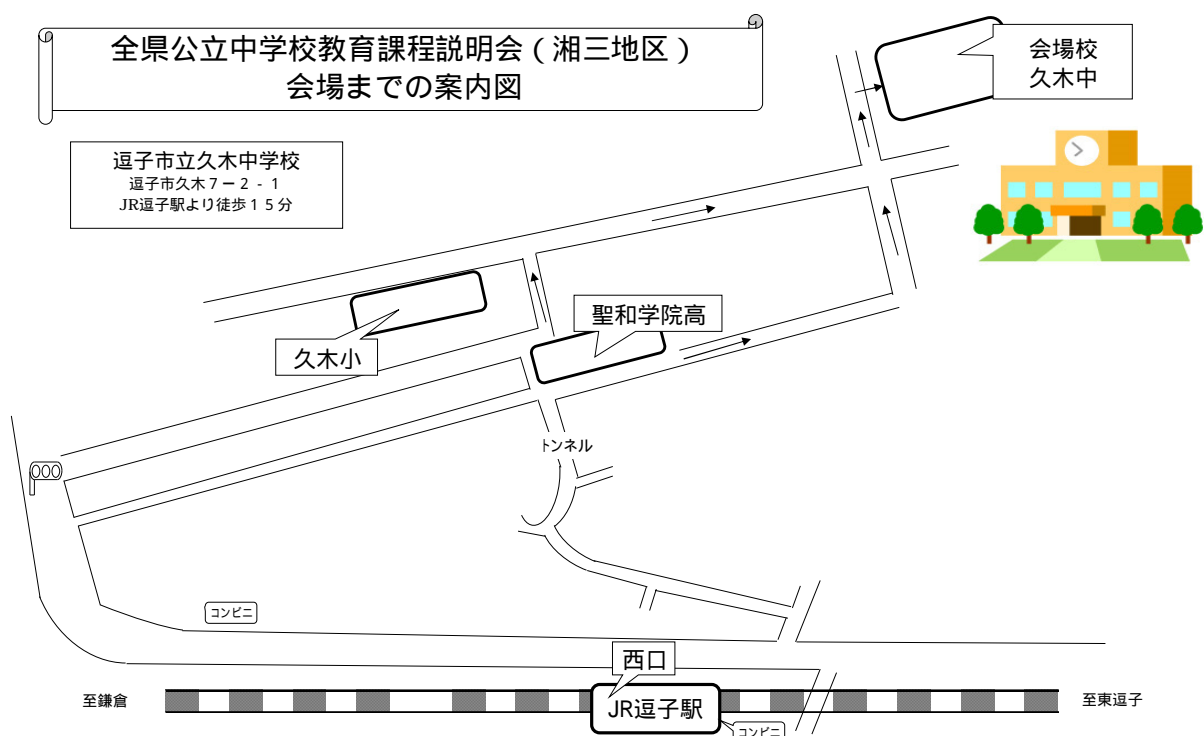 全県公立中学校教育課程説明会（湘三地区）
会場までの案内図
会場校
久木中
逗子市立久木中学校
逗子市久木７－２‐１
JR逗子駅より徒歩１５分
聖和学院高
久木小
トンネル
コンビニ
西口
至鎌倉
JR逗子駅
至東逗子
コンビニ